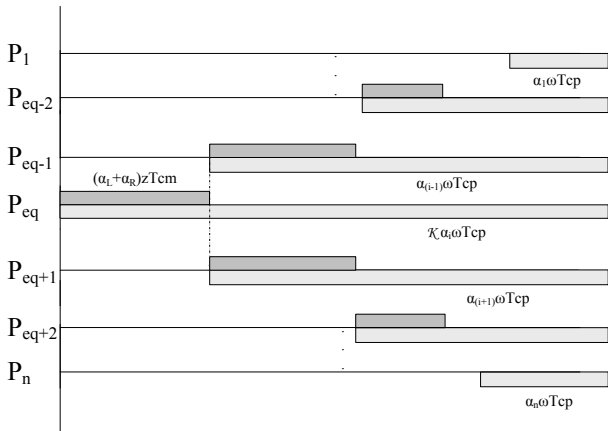 P1
α1ωTcp
Peq-2
Peq-1
(αL+αR)zTcm
α(i-1)ωTcp
Peq
𝒦αiωTcp
Peq+1
α(i+1)ωTcp
Peq+2
Pn
αnωTcp